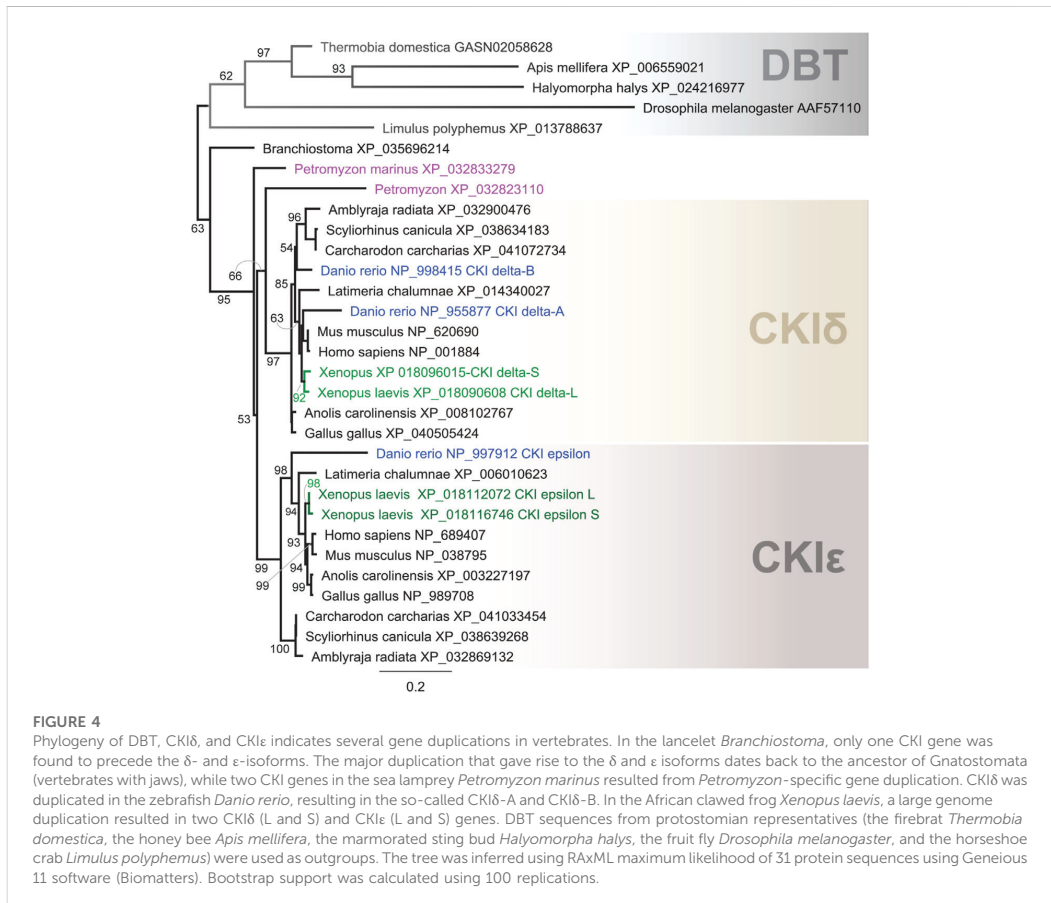 97
Thermobia domestica GASN02058628
DBT
93
Apis mellifera XP_006559021
62
Halyomorpha halys XP_024216977
Drosophila melanogaster AAF57110
Limulus polyphemus XP_013788637
Branchiostoma XP_035696214
Petromyzon marinus XP_032833279
Petromyzon XP_032823110
63
96
Amblyraja radiata XP_032900476
Scyliorhinus canicula XP_038634183
54
Carcharodon carcharias XP_041072734
66
Danio rerio NP_998415 CKI delta-B
85
Latimeria chalumnae XP_014340027
95
63
Danio rerio NP_955877 CKI delta-A
CKIδ
Mus musculus NP_620690
97
Homo sapiens NP_001884
Xenopus XP 018096015-CKI delta-S
92
Xenopus laevis XP_018090608 CKI delta-L
53
Anolis carolinensis XP_008102767
Gallus gallus XP_040505424
Danio rerio NP_997912 CKI epsilon
98
Latimeria chalumnae XP_006010623
98
Xenopus laevis XP_018112072 CKI epsilon L
94
Xenopus laevis XP_018116746 CKI epsilon S
93
Homo sapiens NP_689407
CKIε
99
Mus musculus NP_038795
99
94
Anolis carolinensis XP_003227197
99
Gallus gallus NP_989708
Carcharodon carcharias XP_041033454
Scyliorhinus canicula XP_038639268
100
Amblyraja radiata XP_032869132
0.2
FIGURE 4
Phylogeny of DBT, CKIδ, and CKIε indicates several gene duplications in vertebrates. In the lancelet Branchiostoma, only one CKI gene was
found to precede the δ- and ε-isoforms. The major duplication that gave rise to the δ and ε isoforms dates back to the ancestor of Gnatostomata
(vertebrates with jaws), while two CKI genes in the sea lamprey Petromyzon marinus resulted from Petromyzon-specific gene duplication. CKIδ was
duplicated in the zebrafish Danio rerio, resulting in the so-called CKIδ-A and CKIδ-B. In the African clawed frog Xenopus laevis, a large genome
duplication resulted in two CKIδ (L and S) and CKIε (L and S) genes. DBT sequences from protostomian representatives (the firebrat Thermobia
domestica, the honey bee Apis mellifera, the marmorated sting bud Halyomorpha halys, the fruit fly Drosophila melanogaster, and the horseshoe
crab Limulus polyphemus) were used as outgroups. The tree was inferred using RAxML maximum likelihood of 31 protein sequences using Geneious
11 software (Biomatters). Bootstrap support was calculated using 100 replications.